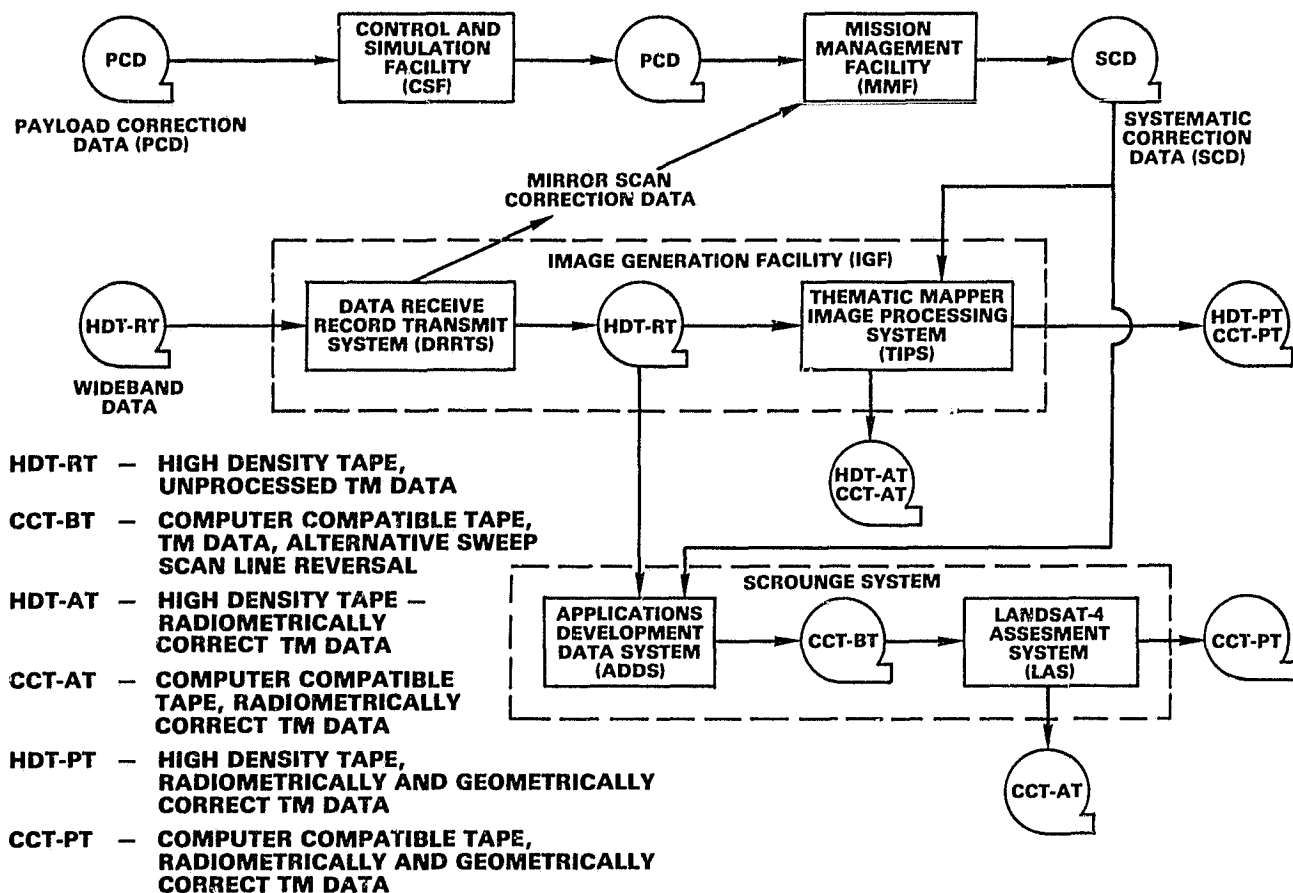 PCD
CONTROL AND
SIMULATION
FACILITY
(CSF)
PCD
MISSION
MANAGEMENT
FACILITY
(MMF)
SCD
PAYLOAD CORRECTION
DATA (PCD)
SYSTEMATIC
CORRECTION
DATA (SCD)
MIRROR SCAN
CORRECTION DATA
IMAGE GENERATION FACILITY (IGF)
HDT-RT
DATA RECEIVE
RECORD TRANSMIT
SYSTEM (DRRTS)
HDT-RT
THEMATIC MAPPER
IMAGE PROCESSING
SYSTEM
(TIPS)
HDT-PT
CCT-PT
WIDEBAND
DATA
HDT-AT
CCT-AT
HDT-RT — HIGH DENSITY TAPE,
UNPROCESSED TM DATA
CCT-BT — COMPUTER COMPATIBLE TAPE,
TM DATA, ALTERNATIVE SWEEP
SCAN LINE REVERSAL
HDT-AT — HIGH DENSITY TAPE —
RADIOMETRICALLY
CORRECT TM DATA
CCT-AT — COMPUTER COMPATIBLE
TAPE, RADIOMETRICALLY
CORRECT TM DATA
HDT-PT — HIGH DENSITY TAPE,
RADIOMETRICALLY AND GEOMETRICALLY
CORRECT TM DATA
CCT-PT — COMPUTER COMPATIBLE TAPE,
RADIOMETRICALLY AND GEOMETRICALLY
CORRECT TM DATA
SCROUNGE SYSTEM
APPLICATIONS
DEVELOPMENT
DATA SYSTEM
(ADDS)
CCT-BT
LANDSAT-4
ASSESMENT
SYSTEM
(LAS)
CCT-PT
CCT-AT